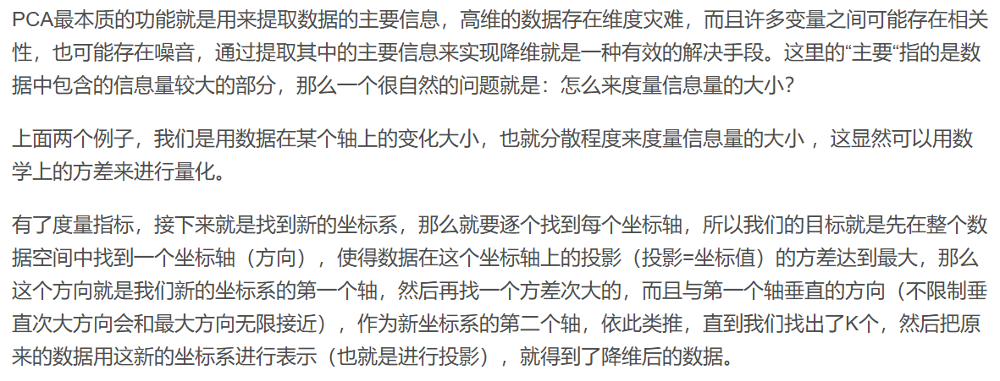 PCA最本质的功能就是用来提取数据的主要信息，高维的数据存在维度灾难，而且许多变量之间可能存在相关
性，也可能存在噪音，通过提取其中的主要信息来实现降维就是一种有效的解决手段。这里的“主要“指的是数
据中包含的信息量较大的部分，那么一个很自然的问题就是：怎么来度量信息量的大小？
上面两个例子，我们是用数据在某个轴上的变化大小，也就分散程度来度量信息量的大小 ，这显然可以用数
学上的方差来进行量化。
有了度量指标，接下来就是找到新的坐标系，那么就要逐个找到每个坐标轴，所以我们的目标就是先在整个数
据空间中找到一个坐标轴（方向），使得数据在这个坐标轴上的投影（投影=坐标值）的方差达到最大，那么
这个方向就是我们新的坐标系的第一个轴，然后再找一个方差次大的，而且与第一个轴垂直的方向（不限制垂
直次大方向会和最大方向无限接近），作为新坐标系的第二个轴，依此类推，直到我们找出了K个，然后把原
来的数据用这新的坐标系进行表示（也就是进行投影），就得到了降维后的数据。